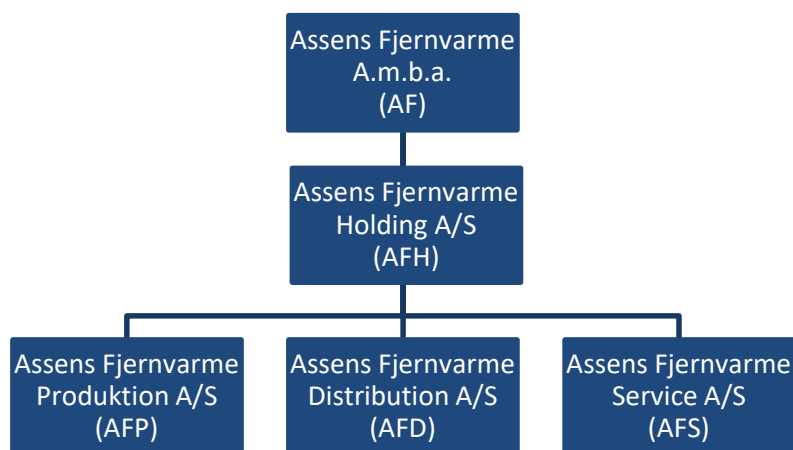 Assens Fjernvarme
A.m.b.a.
(AF)
Assens Fjernvarme
Holding A/S
(AFH)
Assens Fjernvarme
Produktion A/S
(AFP)
Assens Fjernvarme
Distribution A/S
(AFD)
Assens Fjernvarme
Service A/S
(AFS)